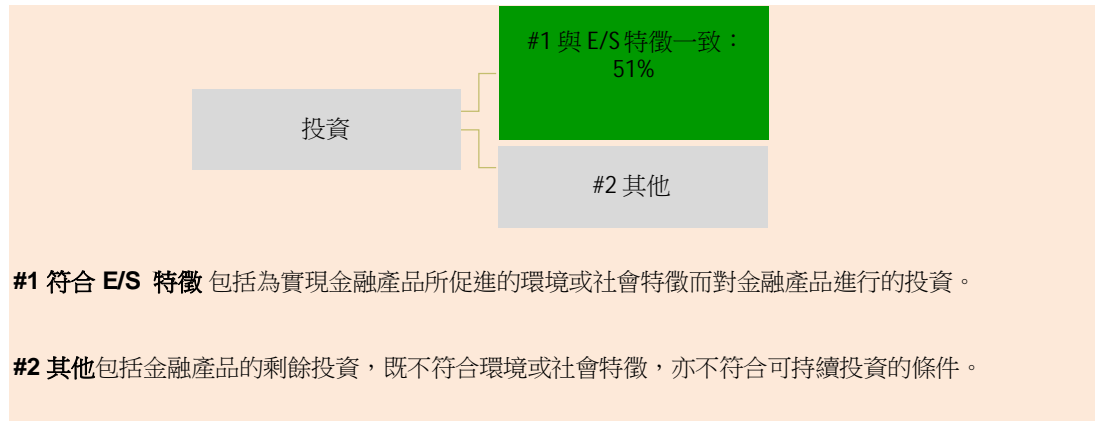 #1 與 E/S 特徵一致：
51%
投資
#2 其他
#1 符合 E/S 特徵 包括為實現金融產品所促進的環境或社會特徵而對金融產品進行的投資。
#2 其他包括金融產品的剩餘投資，既不符合環境或社會特徵，亦不符合可持續投資的條件。